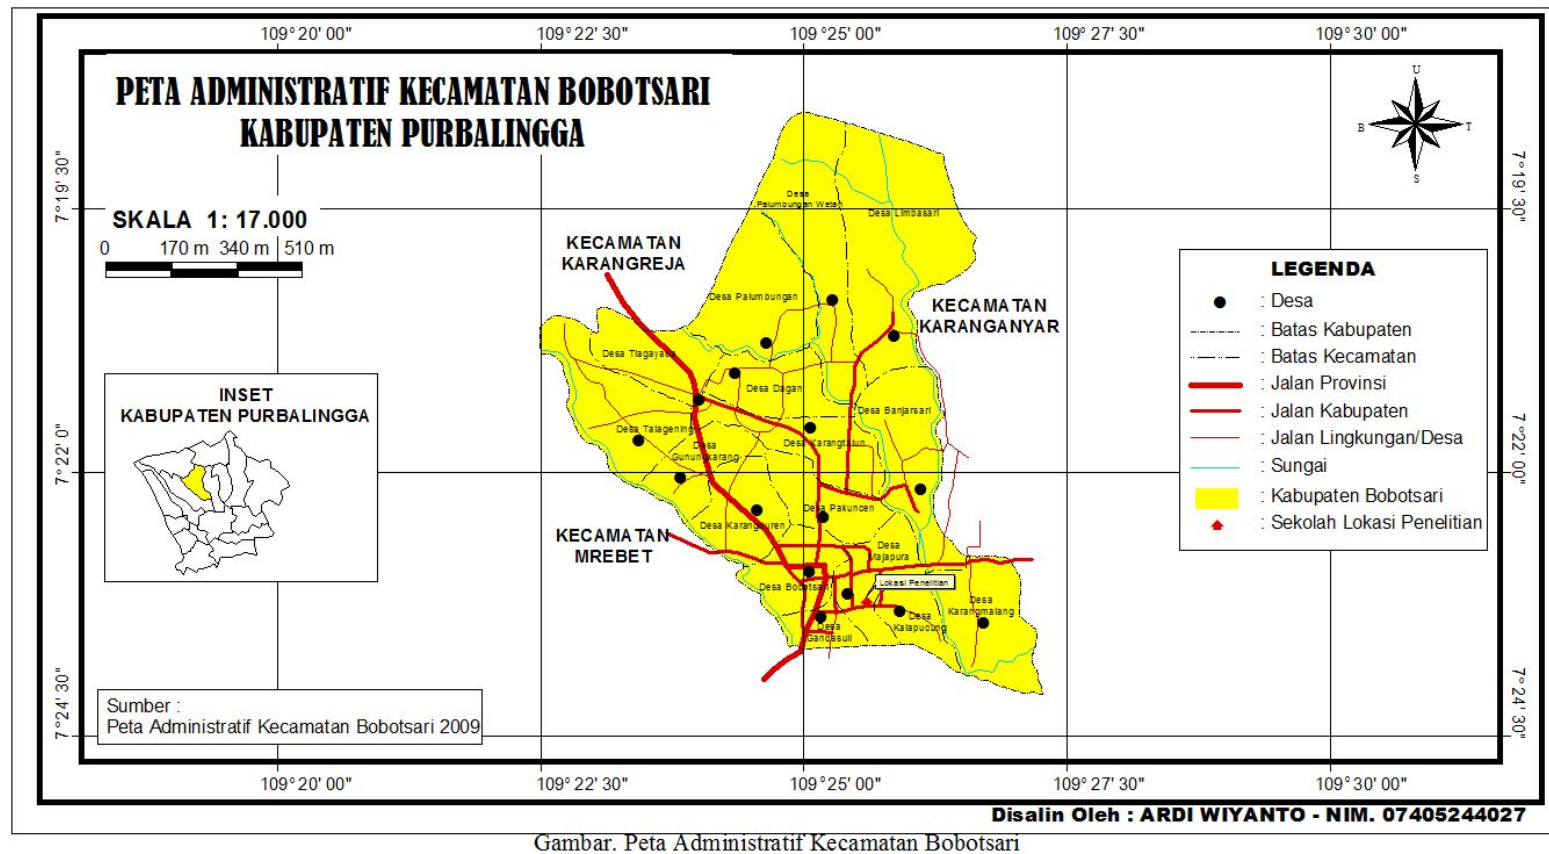 109° 20' 00" 109° 22' 30" 109° 25' 00" 109° 27' 30" 109° 30' 00"
PETA ADMINISTRATIF KECAMATAN BOBOTSARI
KABUPATEN PURBALINGGA
U
B T
S
7° 19' 30" 7° 19' 30"
SKALA 1: 17.000
0 170 m 340 m 510 m
Desa
Palumbungan Wetan
Desa Limbasari
KECAMATAN
KARANGREJA
Desa Palumbungan
KECAMATAN
KARANGANYAR
LEGENDA
: Desa
: Batas Kabupaten
: Batas Kecamatan
: Jalan Provinsi
: Jalan Kabupaten
: Jalan Lingkungan/Desa
: Sungai
: Kabupaten Bobotsari
: Sekolah Lokasi Penelitian
Desa Tlagayasa
Desa Dagan
INSET
KABUPATEN PURBALINGGA
Desa Banjarsari
Desa Talagening
Desa
Gunungkarang
Desa Karangtalun
7° 22' 0" 7° 22' 00"
Desa Pakuncen
Desa Karangduren
KECAMATAN
MREBET
Desa
Majapura
Desa Bobotsari
Lokasi Penelitian
Desa
Karangmalang
Desa
Kalapucung
Desa
Gandasuli
7° 24' 30" 7° 24' 30"
Sumber :
Peta Administratif Kecamatan Bobotsari 2009
109° 20' 00" 109° 22' 30" 109° 25' 00" 109° 27' 30" 109° 30' 00"
Disalin Oleh : ARDI WIYANTO - NIM. 07405244027
Gambar. Peta Administratif Kecamatan Bobotsari